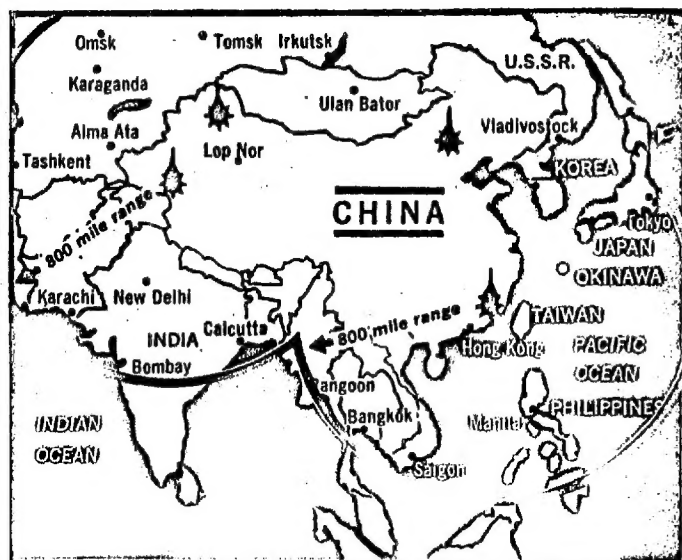 Omsk
Tomsk Irkutsk
U.S.S.R.
Karaganda
Ulan Bator
Alma Ata
Vladivostock
Lop Nor
Tashkent
KOREA
800 mile range
CHINA
Tokyo
JAPAN
OKINAWA
Karachi
New Delhi
INDIA
Calcutta
800 mile range
TAIWAN
Hong Kong
PACIFIC
OCEAN
Bombay
Rangoon
Bangkok
PHILIPPINES
Manila
INDIAN
OCEAN
Saigon